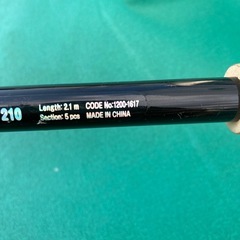 210
Length: 2.1 m CODE No:1200-1617
Section: 5 pcs MADE IN CHINA